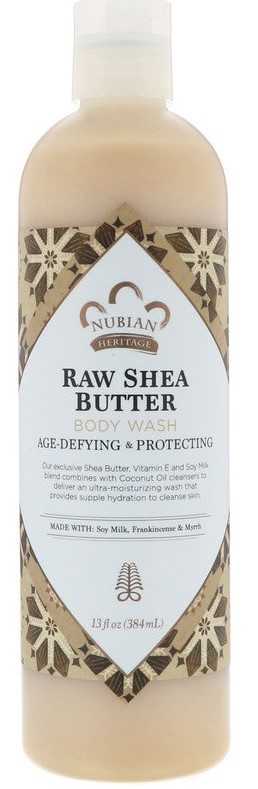 NUBIAN
HERITAGE
RAW SHEA
BUTTER
BODY WASH
AGE-DEFYING & PROTECTING
Our exclusive Shea Butter, Vitamin E and Soy Milk
blend combines with Coconut Oil cleansers to
deliver an ultra-moisturizing wash that
provides supple hydration to cleanse skin.
MADE WITH: Soy Milk, Frankincense & Myrrh
13 fl oz (384mL)